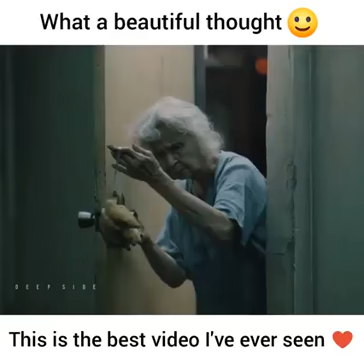 What a beautiful thought 🙂
DEEP SIDE
This is the best video I've ever seen ❤️